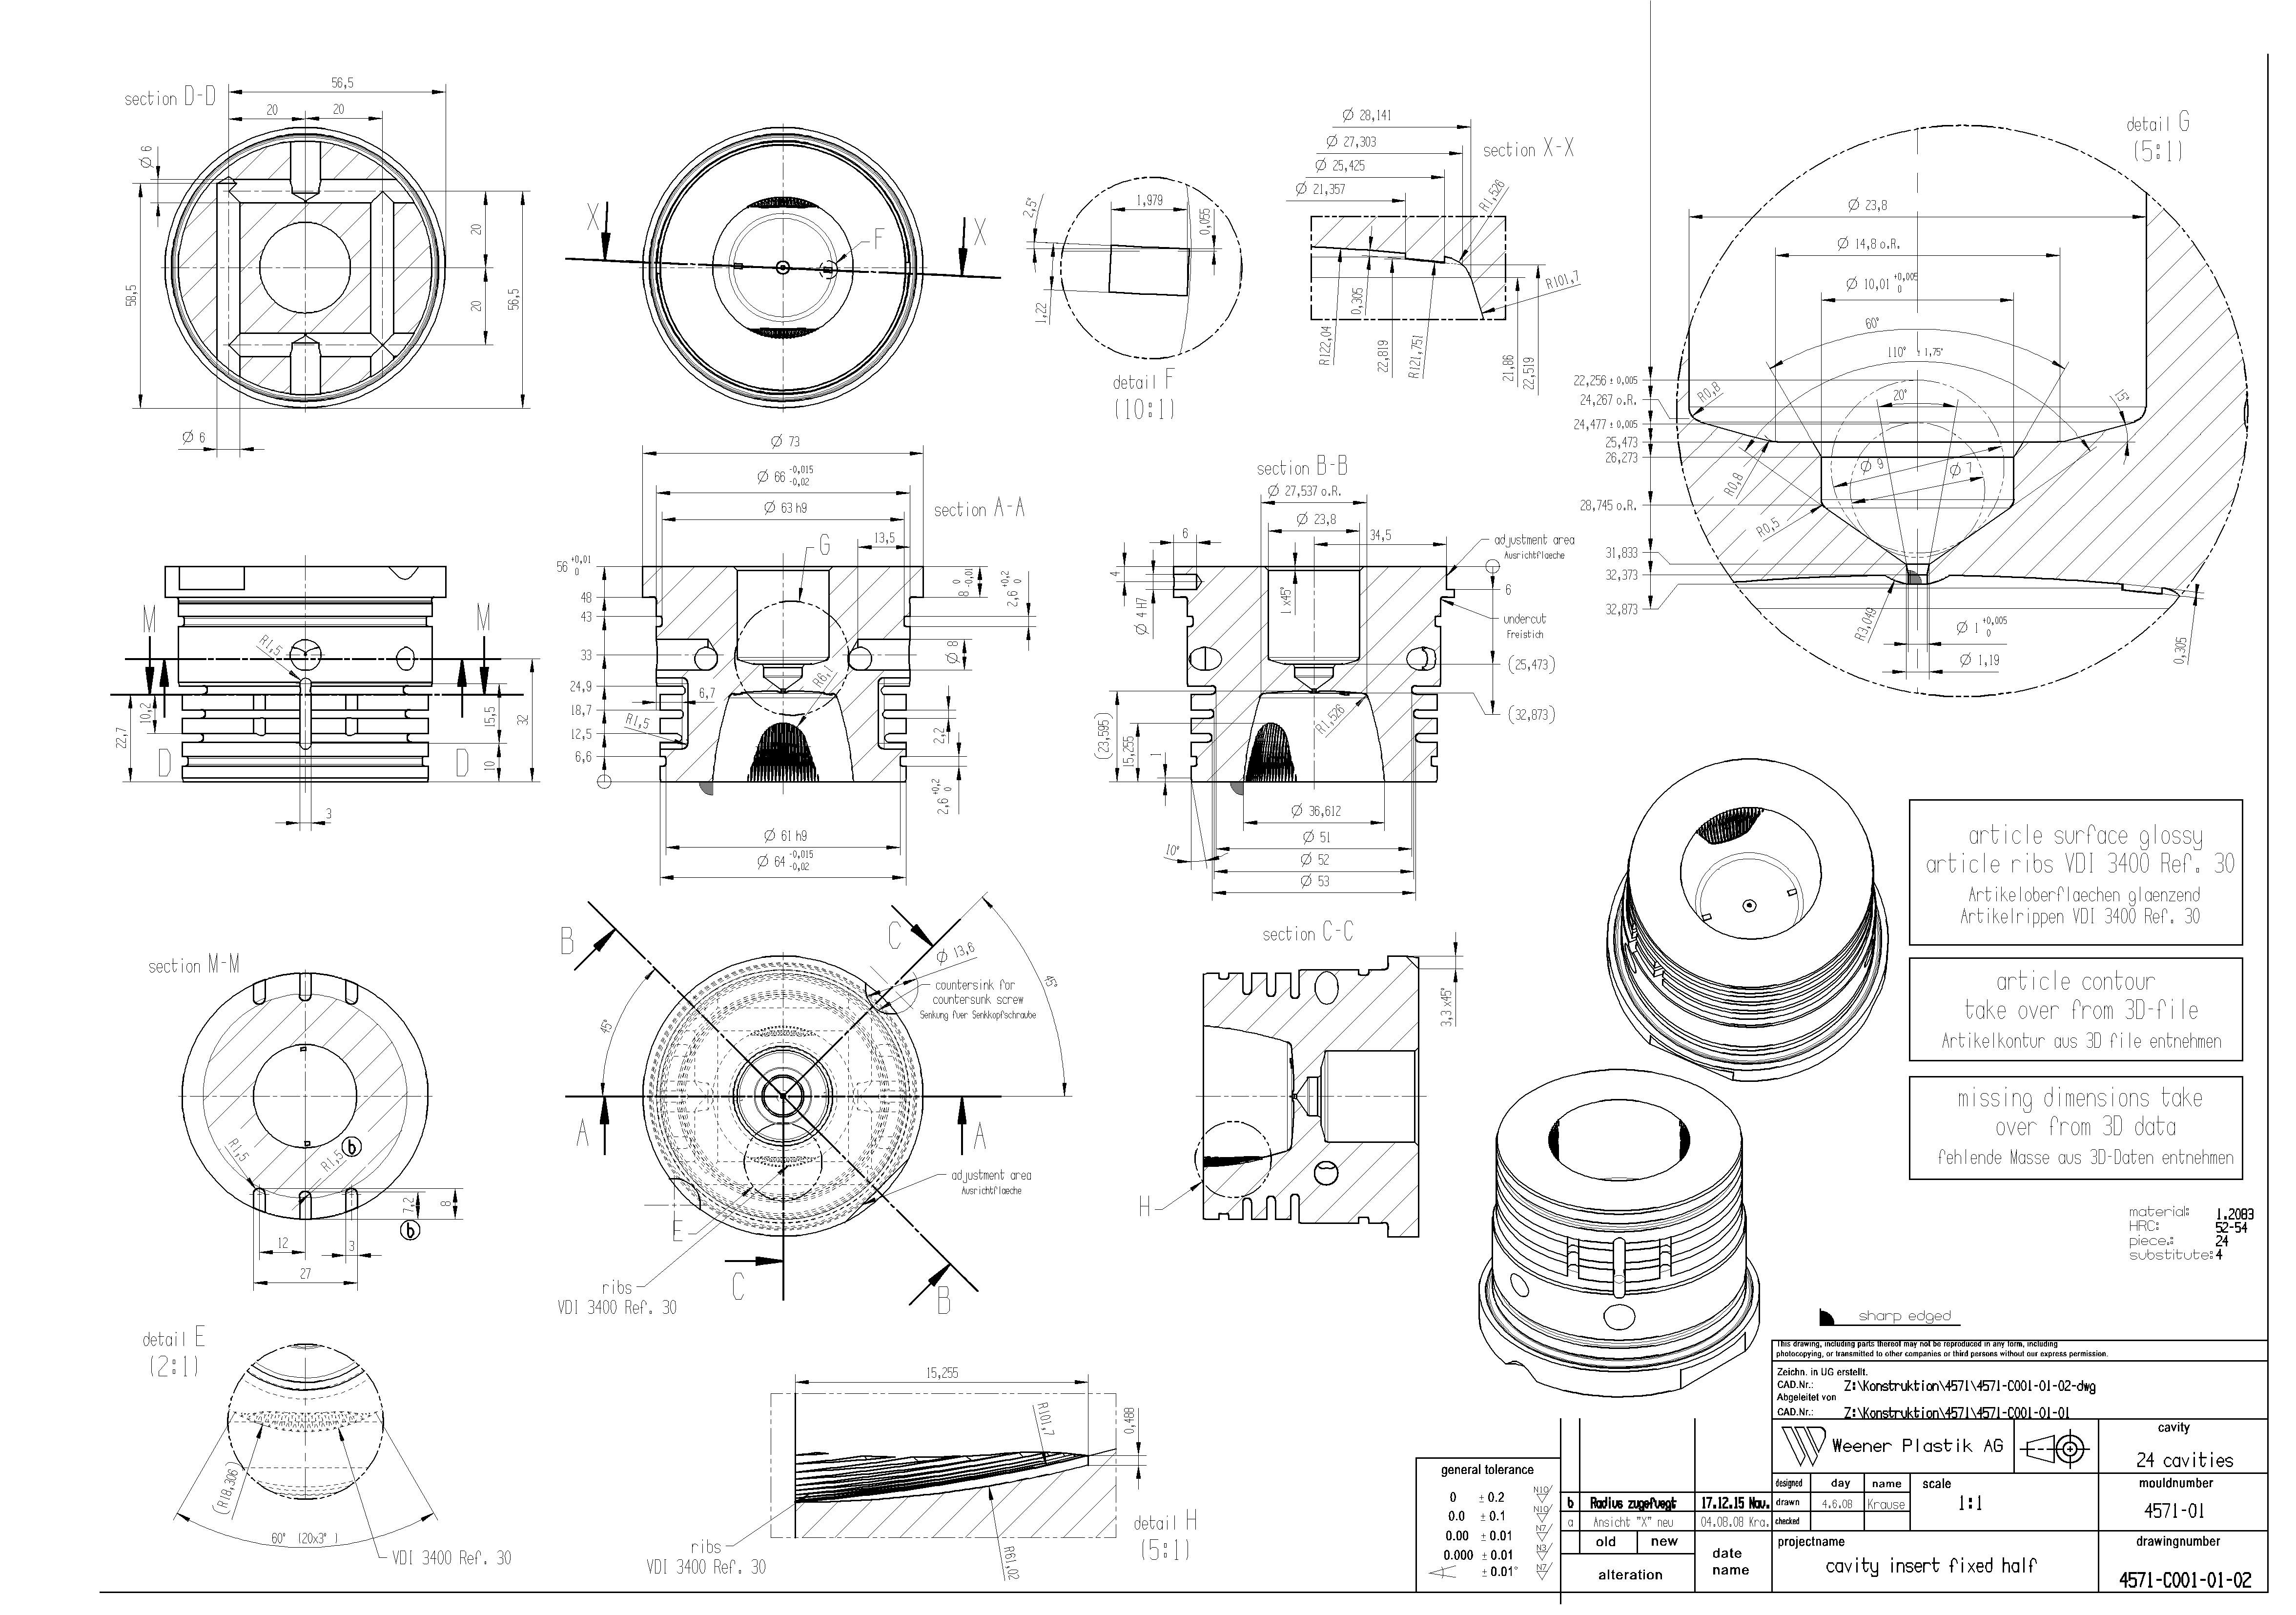 section D-D
56,5
20
20
Ø 6
58,5
20
20
56,5
Ø 6
X
X
F
2,5°
1,979
0,055
1,22
detail F
(10:1)
Ø 28,141
Ø 27,303
Ø 25,425
Ø 21,357
section X-X
R1,526
R101,7
0,305
R122,04
22,819
R121,751
21,86
22,519
detail G
(5:1)
Ø 23,8
Ø 14,8 o.R.
Ø 10,01 +0,005 0
60°
110° ± 1,75°
20°
15°
22,256 ± 0,005
24,267 o.R.
24,477 ± 0,005
25,473
26,273
28,745 o.R.
31,833
32,373
32,873
R0,8
R0,8
R0,5
Ø 9
Ø 7
R3,049
Ø 1 +0,005 0
Ø 1,19
0,305
M
M
R1,5
22,7
10,2
15,5
10
32
D
D
3
Ø 73
Ø 66 -0,015 -0,02
Ø 63 h9
section A-A
13,5
G
56 +0,01 0
48
43
33
24,9
18,7
12,5
6,6
8 0 -0,01
2,6 +0,2 0
Ø 8
6,7
R1,5
R6,1
2,2
2,6 +0,2 0
Ø 61 h9
Ø 64 -0,015 -0,02
section B-B
Ø 27,537 o.R.
Ø 23,8
34,5
6
4
Ø 4 H7
1 x45°
adjustment area
Ausrichtflaeche
6
undercut
Freistich
(25,473)
(32,873)
R1,526
(23,595)
15,255
1
10°
Ø 36,612
Ø 51
Ø 52
Ø 53
article surface glossy
article ribs VDI 3400 Ref. 30
Artikeloberflaechen glaenzend
Artikelrippen VDI 3400 Ref. 30
article contour
take over from 3D-file
Artikelkontur aus 3D file entnehmen
missing dimensions take
over from 3D data
fehlende Masse aus 3D-Daten entnehmen
section M-M
R1,5
R1,5
b
7,2
8
b
12
3
27
B
C
Ø 13,6
countersink for
countersunk screw
Senkung fuer Senkkopfschraube
45°
45°
A
A
adjustment area
Ausrichtflaeche
E
C
B
ribs
VDI 3400 Ref. 30
section C-C
3,3 x45°
H
material: 1.2083
HRC: 52-54
piece.: 24
substitute: 4
sharp edged
detail E
(2:1)
(R18,306)
60° (20x3° )
VDI 3400 Ref. 30
15,255
R101,7
0,488
R61,02
ribs
VDI 3400 Ref. 30
detail H
(5:1)
general tolerance
0 ± 0.2 N10
0.0 ± 0.1 N10
0.00 ± 0.01 N7
0.000 ± 0.01 N3
± 0.01° N7
b Radius zugefuegt 17.12.15 Nau.
a Ansicht "X" neu 04.08.08 Kra.
old new
alteration
date
name
This drawing, including parts thereof may not be reproduced in any form, including
photocopying, or transmitted to other companies or third persons without our express permission.
Zeichn. in UG erstellt.
CAD.Nr.: Z:\Konstruktion\4571\4571-C001-01-02-dwg
Abgeleitet von
CAD.Nr.: Z:\Konstruktion\4571\4571-C001-01-01
Weener Plastik AG
cavity
24 cavities
designed day name scale
drawn 4.6.08 Krause 1:1
checked
mouldnumber
4571-01
projectname
cavity insert fixed half
drawingnumber
4571-C001-01-02